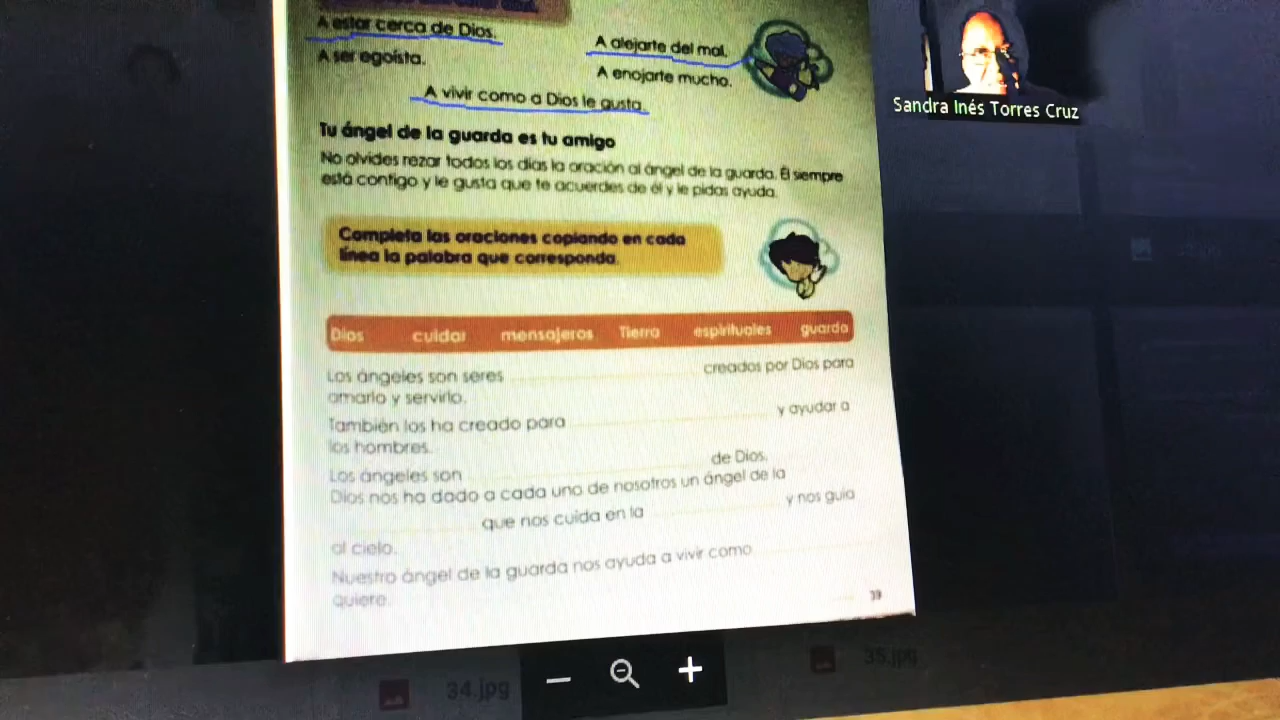 A estar cerca de Dios.
A alejarte del mal.
A ser egoísta.
A enojarte mucho.
A vivir como a Dios le gusta.
Tu ángel de la guarda es tu amigo
No olvides rezar todos los días la oración al ángel de la guarda. Él siempre
está contigo y le gusta que te acuerdes de él y le pidas ayuda.
Completa las oraciones copiando en cada
línea la palabra que corresponda.
Dios cuidar mensajeros Tierra espirituales guarda
Los ángeles son seres creados por Dios para
amarlo y servirlo.
También los ha creado para y ayudar a
los hombres.
Los ángeles son de Dios.
Dios nos ha dado a cada uno de nosotros un ángel de la
que nos cuida en la y nos guía
al cielo.
Nuestro ángel de la guarda nos ayuda a vivir como
quiere.
39
Sandra Inés Torres Cruz
34.jpg
35.jpg